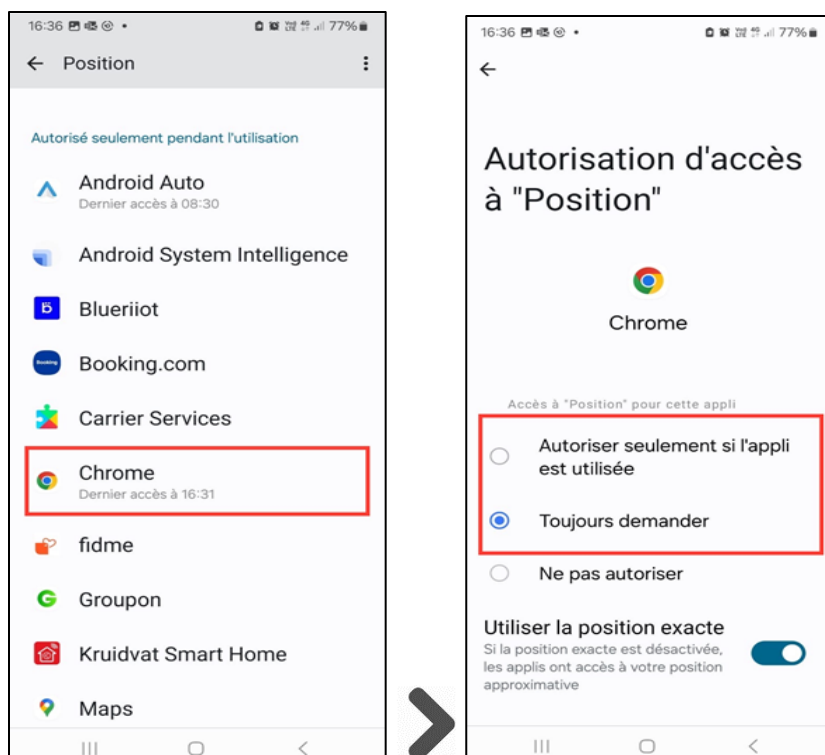 16:36
77%
Position
Autorisé seulement pendant l'utilisation
Android Auto
Dernier accès à 08:30
Android System Intelligence
Blueriiot
Booking.com
Carrier Services
Chrome
Dernier accès à 16:31
fidme
Groupon
Kruidvat Smart Home
Maps
16:36
77%
Autorisation d'accès
à "Position"
Chrome
Accès à "Position" pour cette appli
Autoriser seulement si l'appli
est utilisée
Toujours demander
Ne pas autoriser
Utiliser la position exacte
Si la position exacte est désactivée,
les applis ont accès à votre position
approximative